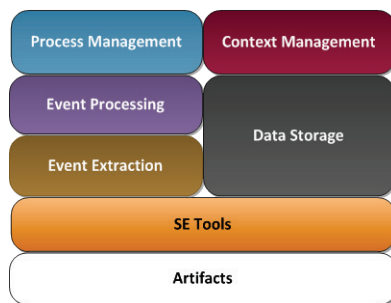 Process Management
Context Management
Event Processing
Data Storage
Event Extraction
SE Tools
Artifacts